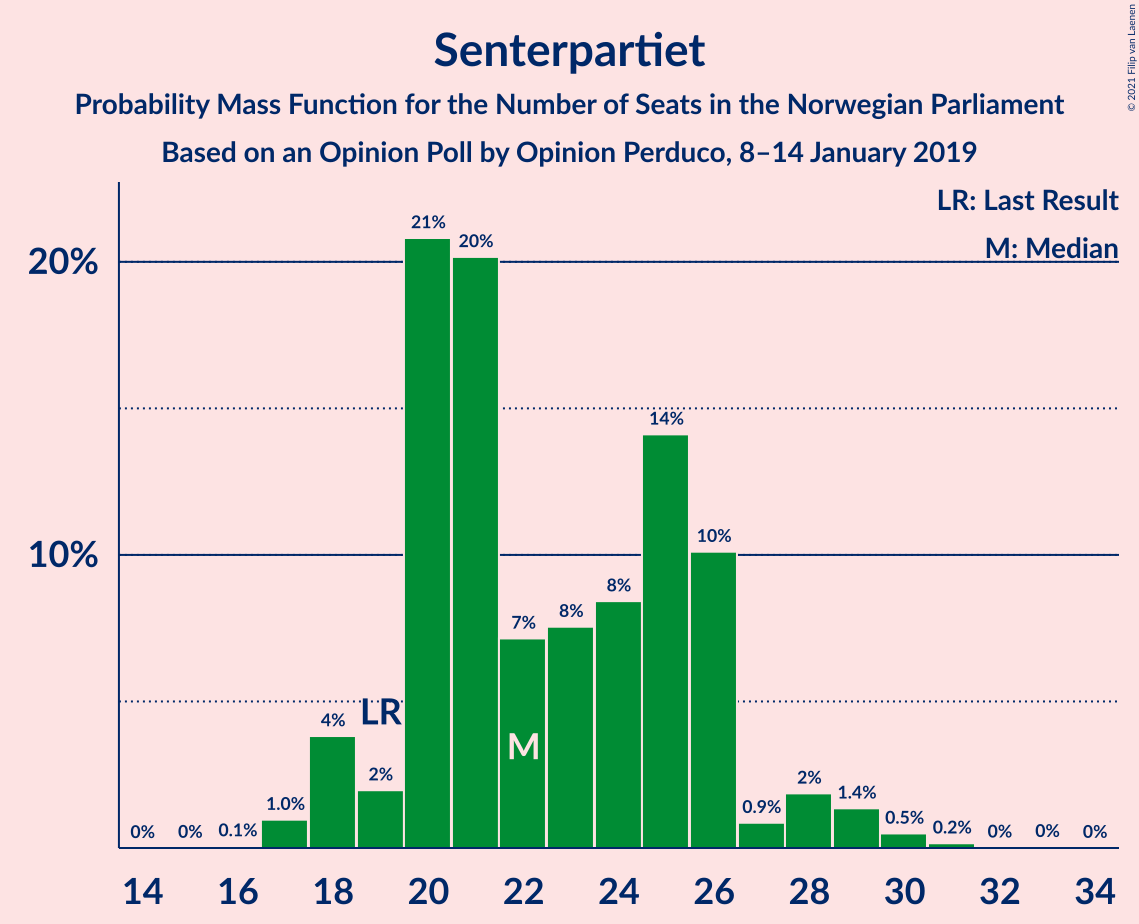 Senterpartiet
Probability Mass Function for the Number of Seats in the Norwegian Parliament
Based on an Opinion Poll by Opinion Perduco, 8–14 January 2019
© 2021 Filip van Laenen
LR: Last Result
M: Median
20%
10%
0% 0% 0.1% 1.0% 4% 2% 21% 20% 7% 8% 8% 14% 10% 0.9% 2% 1.4% 0.5% 0.2% 0% 0% 0%
LR
M
14 16 18 20 22 24 26 28 30 32 34